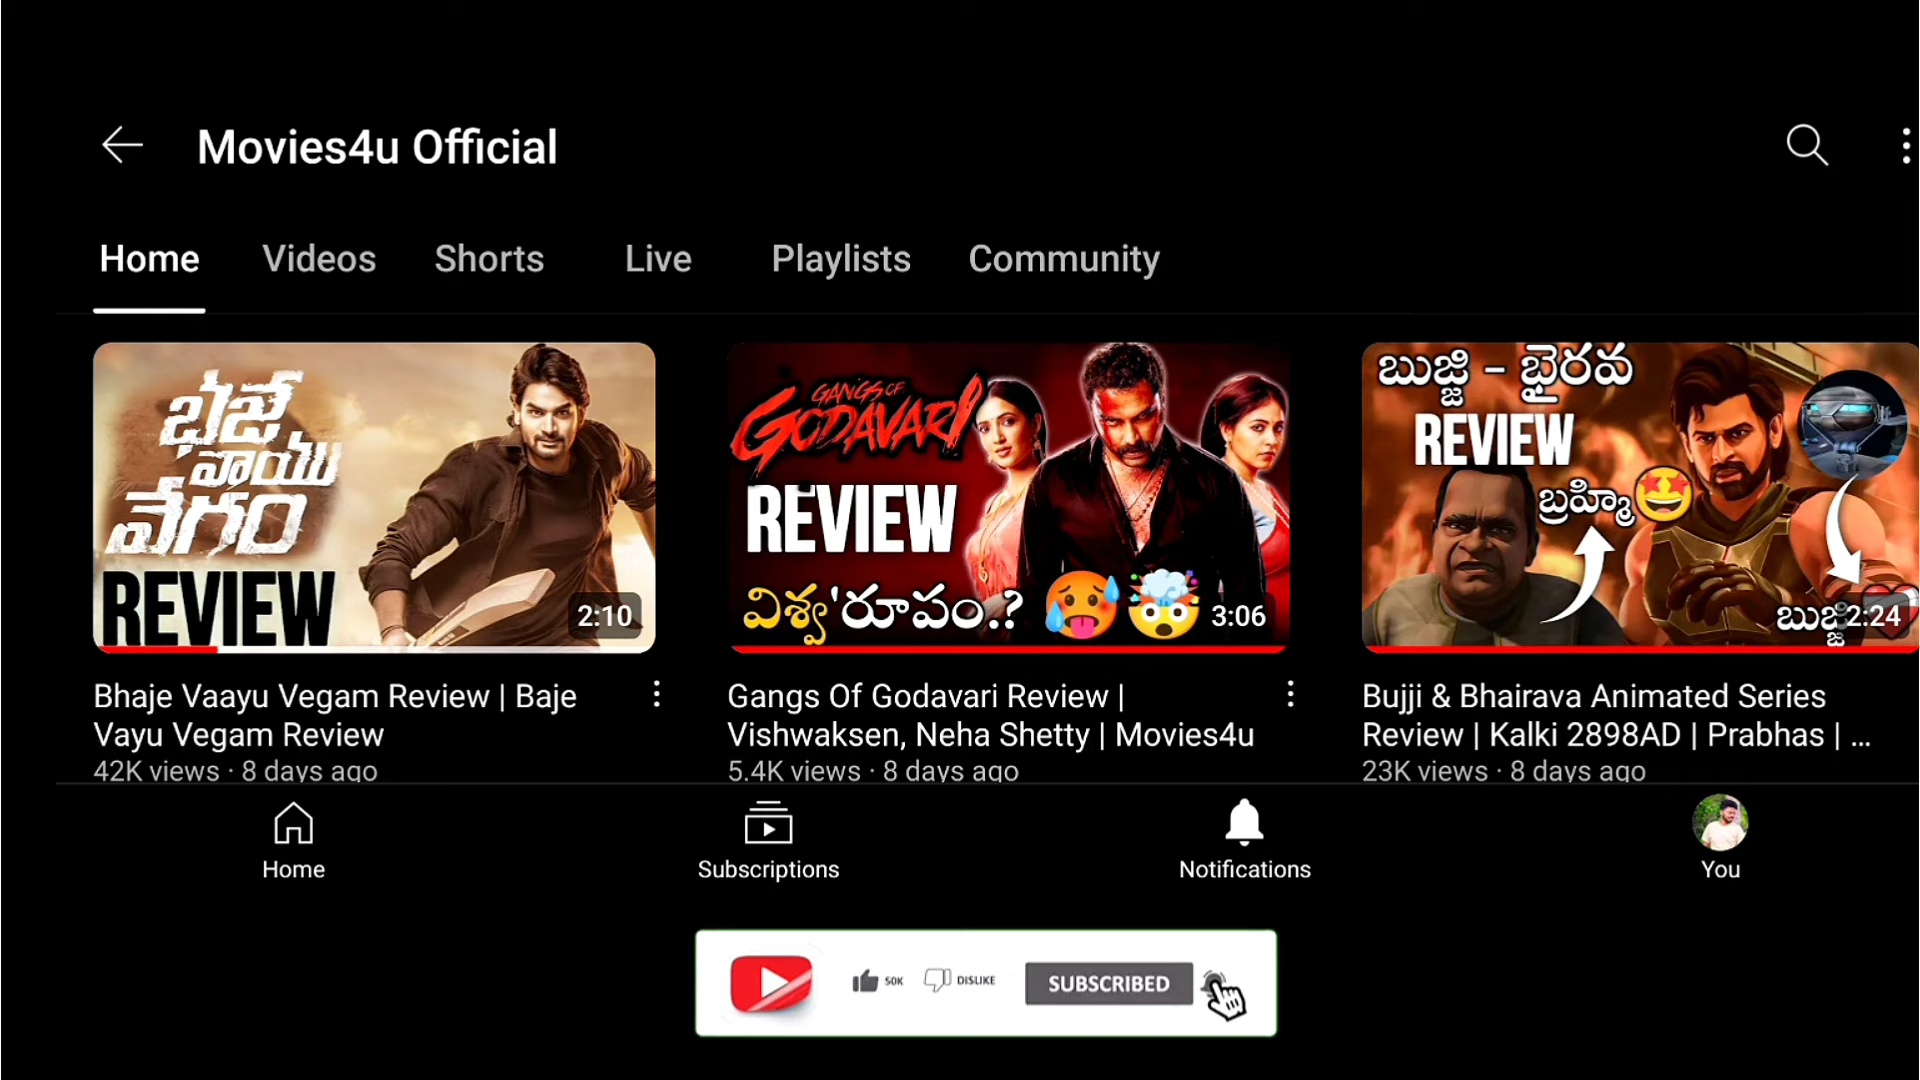 Movies4u Official
Home Videos Shorts Live Playlists Community
భజే
వాయు
వేగం
REVIEW
2:10
GANGS OF
GODAVARI
REVIEW
విశ్వ'రూపం.?
3:06
బుజ్జి - భైరవ
REVIEW
బ్రహ్మి
బుజ్జి
2:24
Bhaje Vaayu Vegam Review | Baje
Vayu Vegam Review
42K views · 8 days ago
Gangs Of Godavari Review |
Vishwaksen, Neha Shetty | Movies4u
5.4K views · 8 days ago
Bujji & Bhairava Animated Series
Review | Kalki 2898AD | Prabhas | ...
23K views · 8 days ago
Home Subscriptions Notifications You
50K DISLIKE SUBSCRIBED